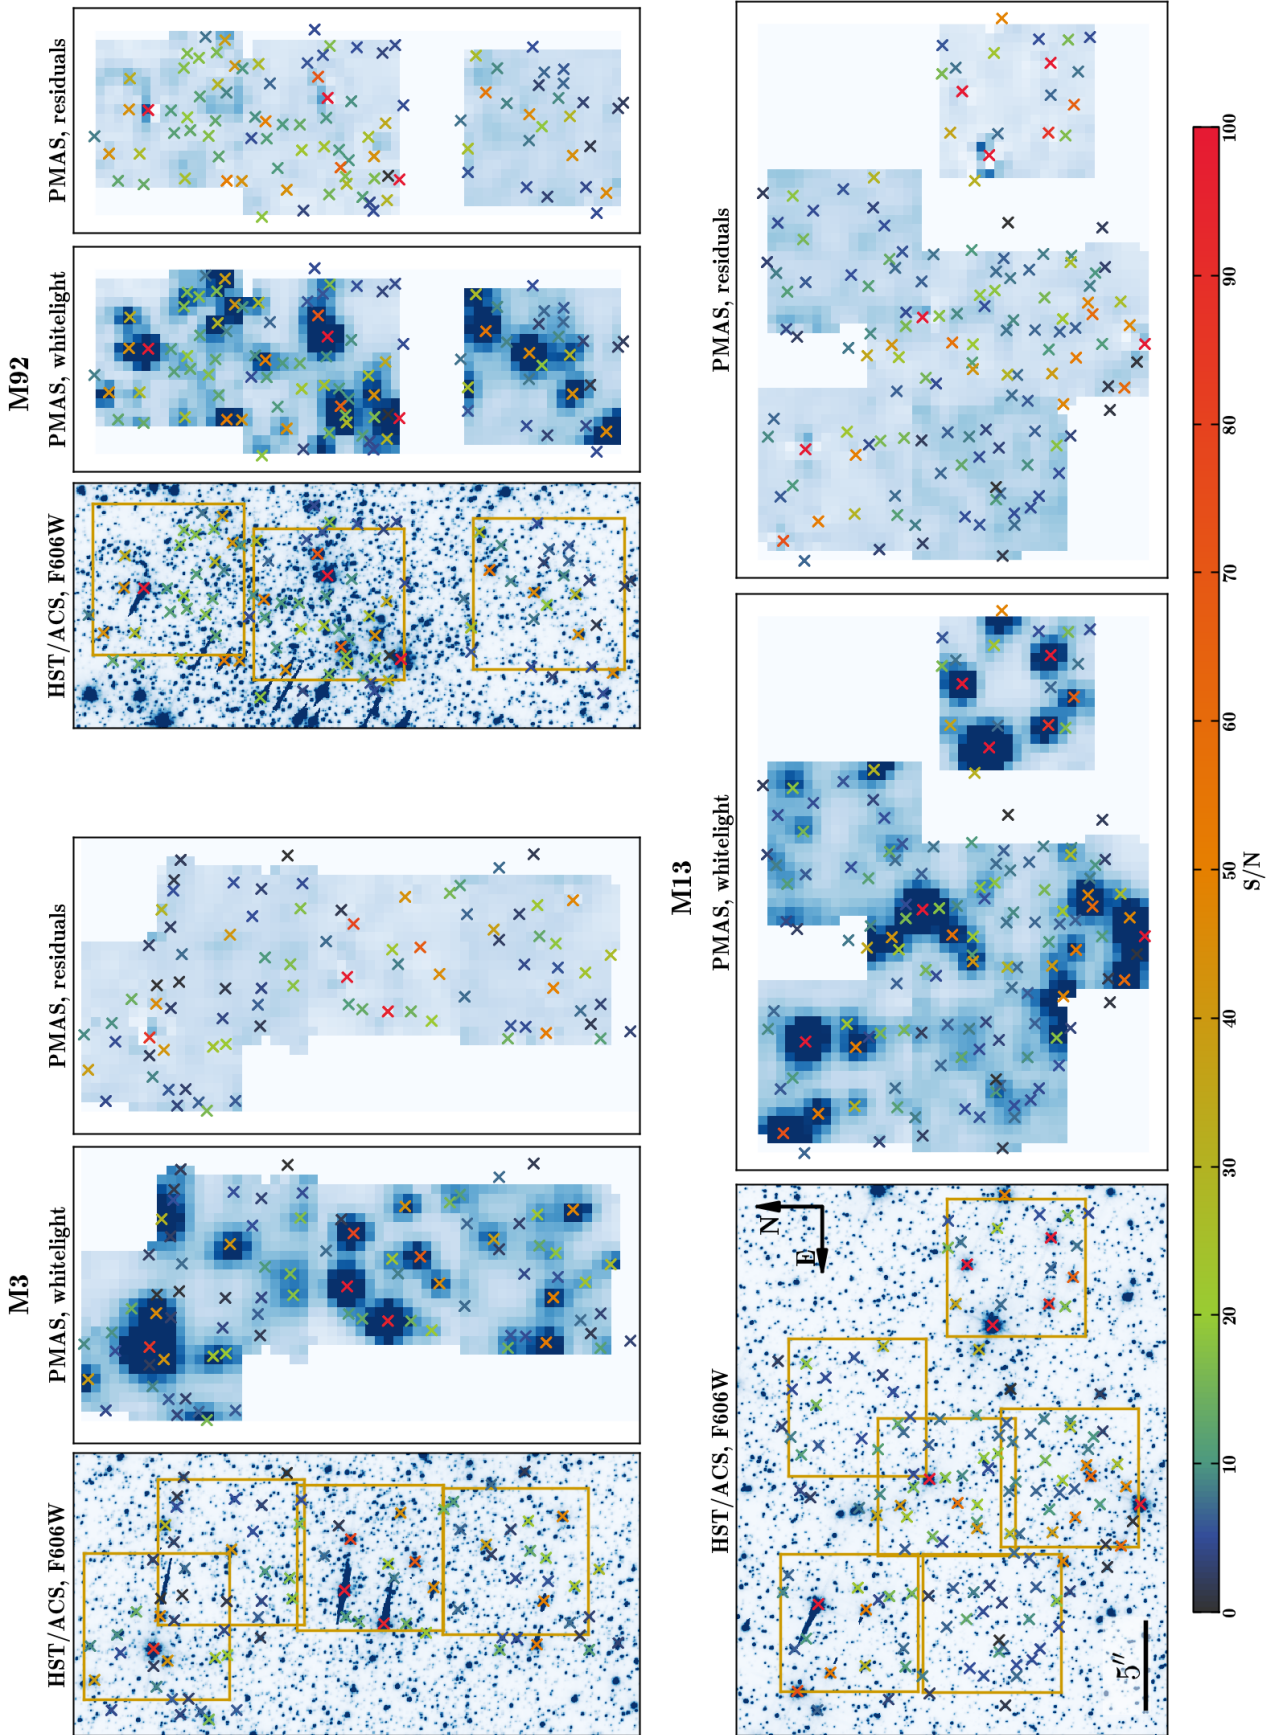 M3
M92
HST/ACS, F606W
PMAS, whitelight
PMAS, residuals
HST/ACS, F606W
PMAS, whitelight
PMAS, residuals
M13
HST/ACS, F606W
PMAS, whitelight
PMAS, residuals
N
E
5″
0 10 20 30 40 50 60 70 80 90 100
S/N